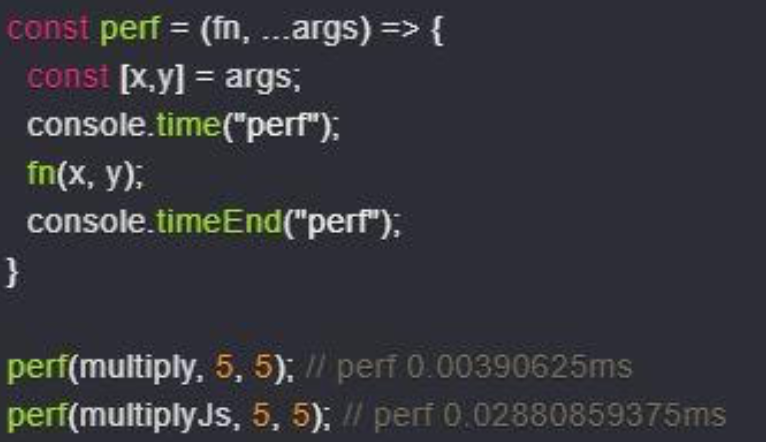 const perf = (fn, ...args) => {
const [x,y] = args;
console.time("perf");
fn(x, y);
console.timeEnd("perf");
}
perf(multiply, 5, 5); // perf 0.00390625ms
perf(multiplyJs, 5, 5); // perf 0.02880859375ms